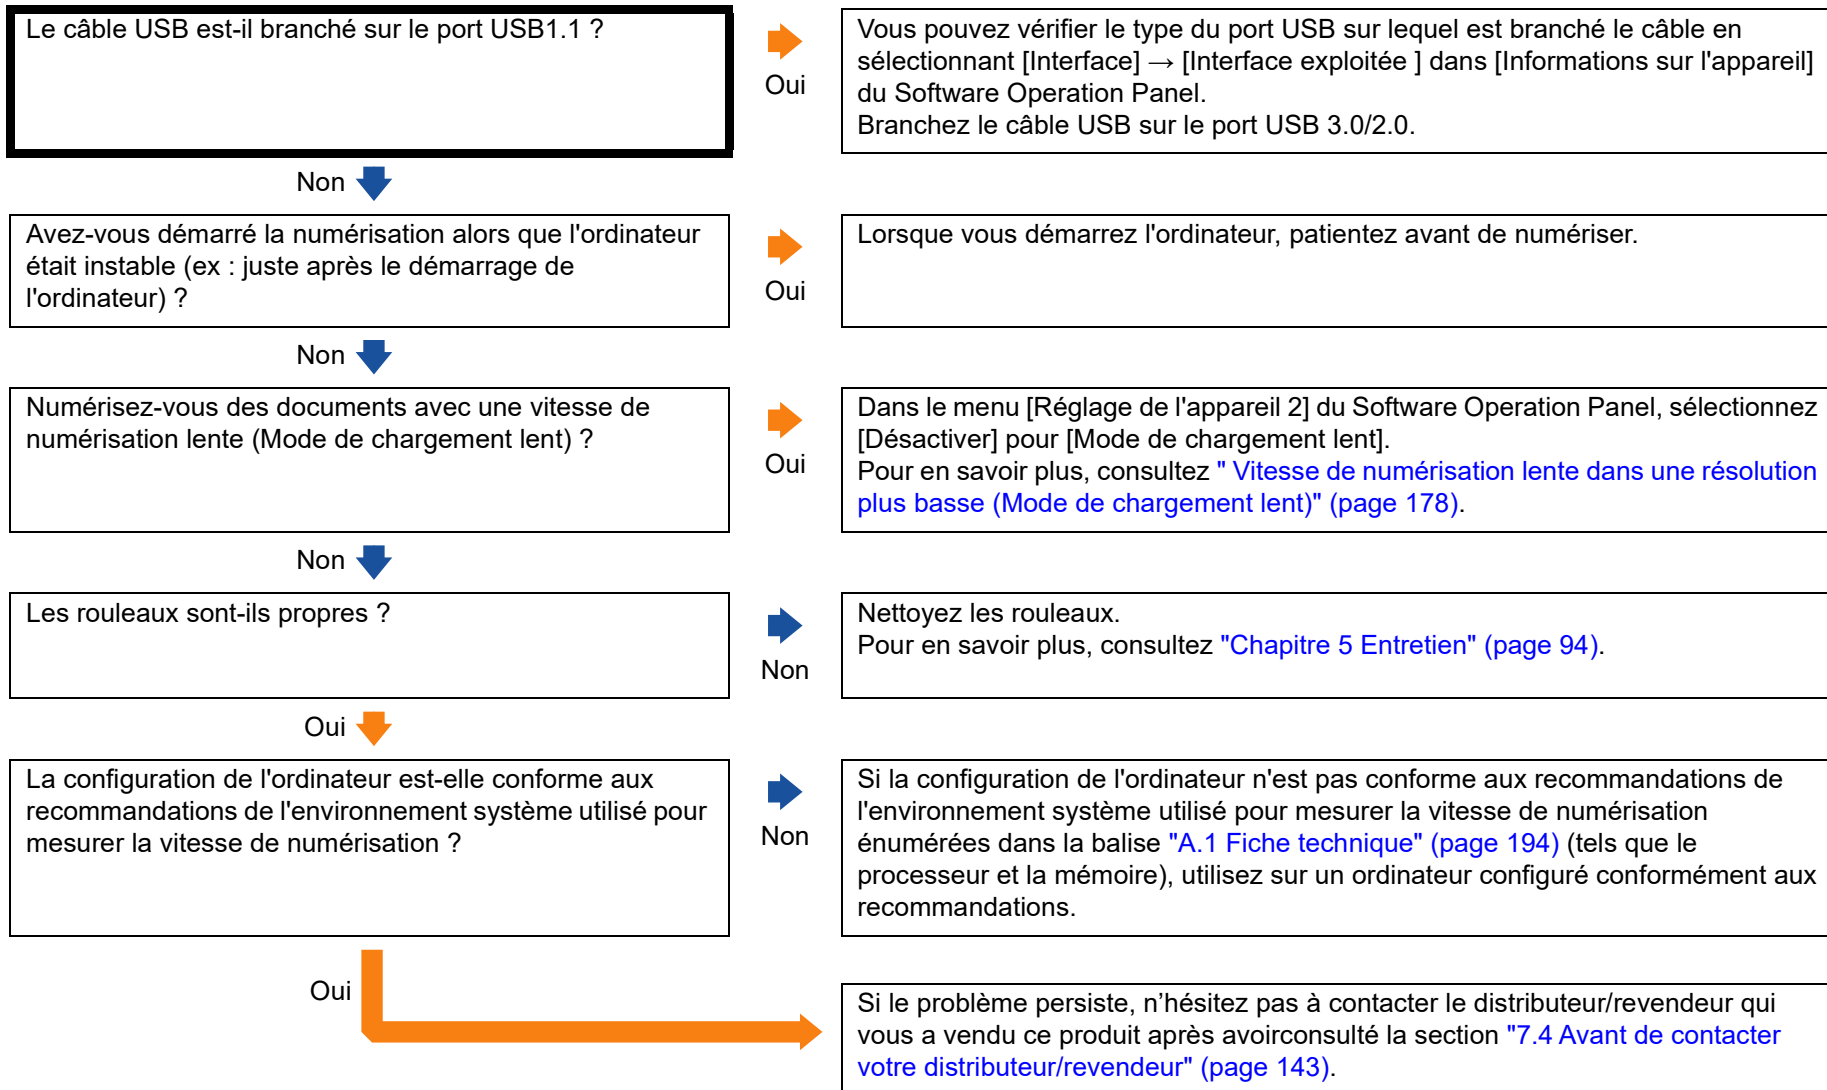 Le câble USB est-il branché sur le port USB1.1 ?
Oui
Vous pouvez vérifier le type du port USB sur lequel est branché le câble en
sélectionnant [Interface] → [Interface exploitée ] dans [Informations sur l'appareil]
du Software Operation Panel.
Branchez le câble USB sur le port USB 3.0/2.0.
Non
Avez-vous démarré la numérisation alors que l'ordinateur
était instable (ex : juste après le démarrage de
l'ordinateur) ?
Oui
Lorsque vous démarrez l'ordinateur, patientez avant de numériser.
Non
Numérisez-vous des documents avec une vitesse de
numérisation lente (Mode de chargement lent) ?
Oui
Dans le menu [Réglage de l'appareil 2] du Software Operation Panel, sélectionnez
[Désactiver] pour [Mode de chargement lent].
Pour en savoir plus, consultez " Vitesse de numérisation lente dans une résolution
plus basse (Mode de chargement lent)" (page 178).
Non
Les rouleaux sont-ils propres ?
Non
Nettoyez les rouleaux.
Pour en savoir plus, consultez "Chapitre 5 Entretien" (page 94).
Oui
La configuration de l'ordinateur est-elle conforme aux
recommandations de l'environnement système utilisé pour
mesurer la vitesse de numérisation ?
Non
Si la configuration de l'ordinateur n'est pas conforme aux recommandations de
l'environnement système utilisé pour mesurer la vitesse de numérisation
énumérées dans la balise "A.1 Fiche technique" (page 194) (tels que le
processeur et la mémoire), utilisez sur un ordinateur configuré conformément aux
recommandations.
Oui
Si le problème persiste, n’hésitez pas à contacter le distributeur/revendeur qui
vous a vendu ce produit après avoirconsulté la section "7.4 Avant de contacter
votre distributeur/revendeur" (page 143).